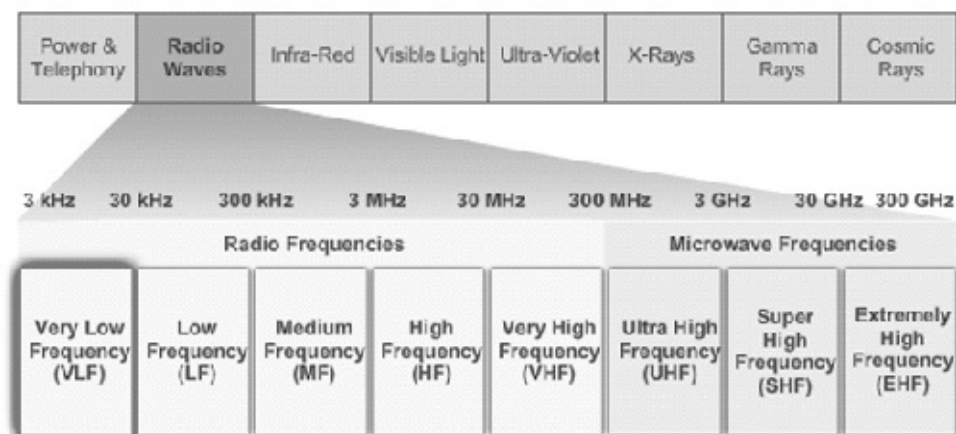 Power & Telephony
Radio Waves
Infra-Red
Visible Light
Ultra-Violet
X-Rays
Gamma Rays
Cosmic Rays
3 kHz 30 kHz 300 kHz 3 MHz 30 MHz 300 MHz 3 GHz 30 GHz 300 GHz
Radio Frequencies
Microwave Frequencies
Very Low
Frequency
(VLF)
Low
Frequency
(LF)
Medium
Frequency
(MF)
High
Frequency
(HF)
Very High
Frequency
(VHF)
Ultra High
Frequency
(UHF)
Super
High
Frequency
(SHF)
Extremely
High
Frequency
(EHF)